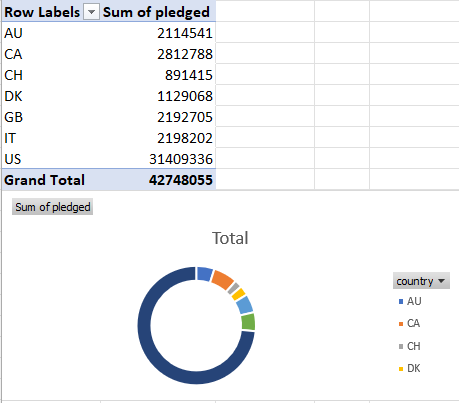 Row Labels Sum of pledged
AU 2114541
CA 2812788
CH 891415
DK 1129068
GB 2192705
IT 2198202
US 31409336
Grand Total 42748055
Sum of pledged
Total
country
AU
CA
CH
DK